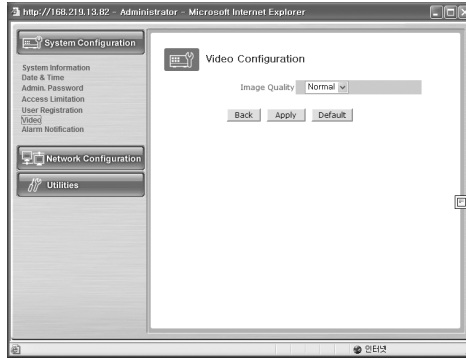 http://168.219.13.82 - Administrator - Microsoft Internet Explorer
System Configuration
System Information
Date & Time
Admin. Password
Access Limitation
User Registration
Video
Alarm Notification
Network Configuration
Utilities
Video Configuration
Image Quality Normal
Back Apply Default
인터넷